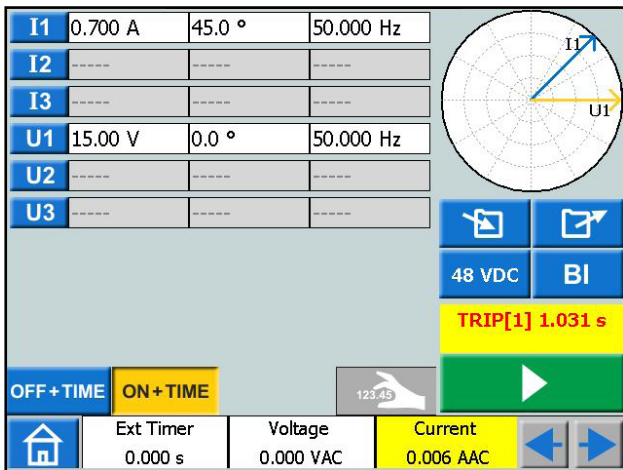 I1 0.700 A 45.0 ° 50.000 Hz
I2 ----- ----- -----
I3 ----- ----- -----
U1 15.00 V 0.0 ° 50.000 Hz
U2 ----- ----- -----
U3 ----- ----- -----
I1
U1
48 VDC BI
TRIP[1] 1.031 s
OFF+TIME ON+TIME 123.45
Ext Timer Voltage Current
0.000 s 0.000 VAC 0.006 AAC